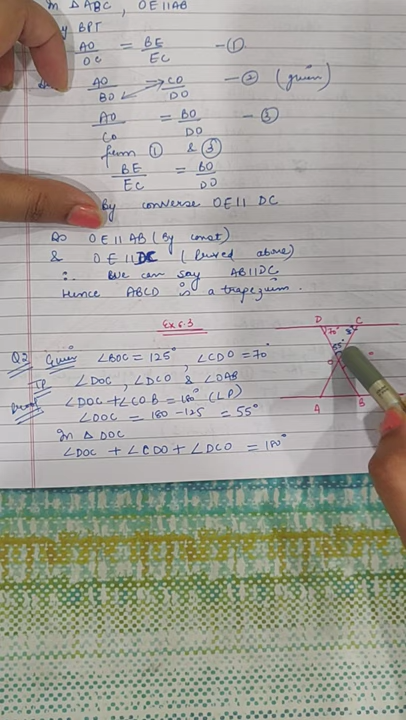 In ΔABC, OE||AB
By BPT
AO/OC = BE/EC —①
AO/BO = CO/DO —② (given)
AO/CO = BO/DO —③
from ① & ③
BE/EC = BO/DO
By converse OE|| DC
As OE||AB (By const)
& OE||DC (Proved above)
∴ We can say AB||DC
Hence ABCD is a trapezium.
Ex 6.3
Q2 Given ∠BOC = 125°, ∠CDO = 70°
TP ∠DOC, ∠DCO & ∠OAB
Proof ∠DOC + ∠COB = 180° (LP)
∠DOC = 180 - 125 = 55°
In Δ DOC
∠DOC + ∠CDO + ∠DCO = 180°
D C
70°
55°
O
A B